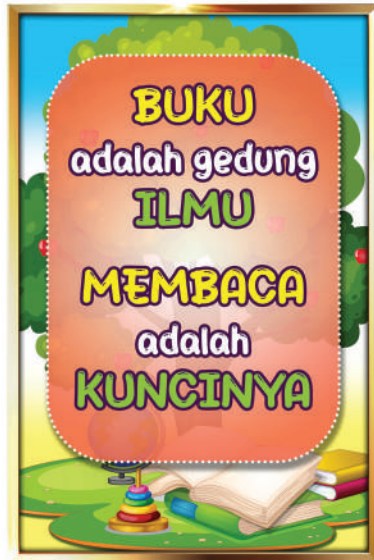 BUKU
adalah gedung
ILMU
MEMBACA
adalah
KUNCINYA